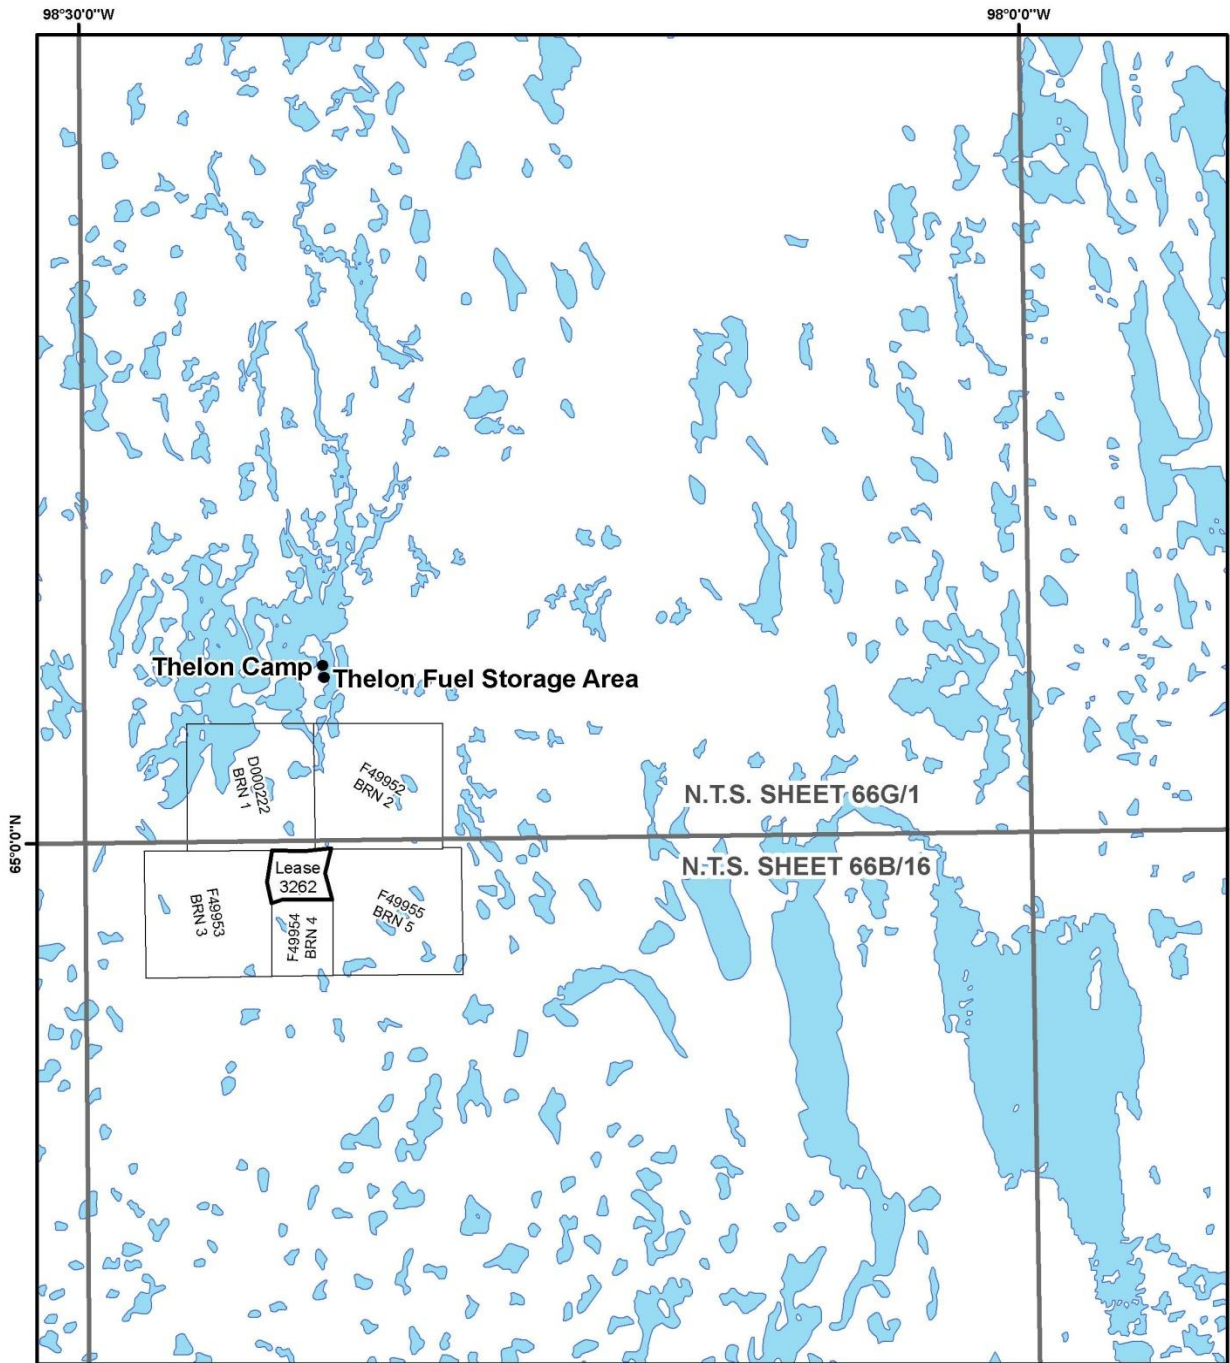 98°30'0"W
98°0'0"W
Thelon Camp
Thelon Fuel Storage Area
D000222
BRN 1
F49952
BRN 2
N.T.S. SHEET 66G/1
65°0'0"N
N.T.S. SHEET 66B/16
Lease
3262
F49953
BRN 3
F49954
BRN 4
F49955
BRN 5